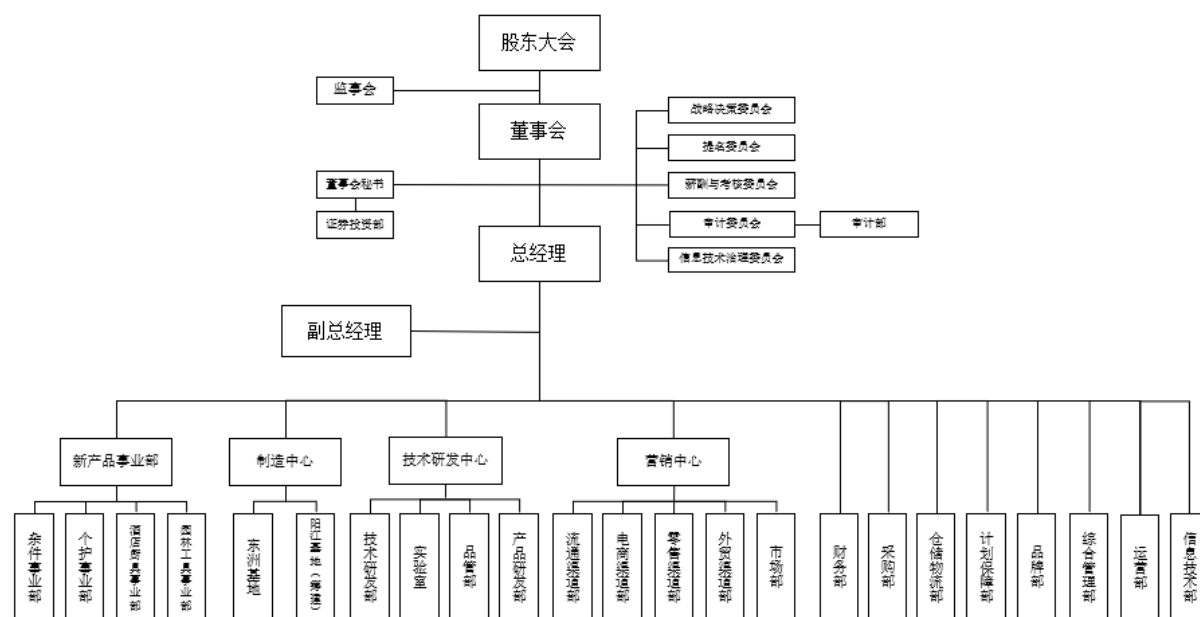 股东大会
监事会
董事会
战略决策委员会
提名委员会
董事会秘书
薪酬与考核委员会
证券投资部
审计委员会
审计部
总经理
信息技术治理委员会
副总经理
新产品事业部
制造中心
技术研发中心
营销中心
杂件事业部
个护事业部
酒店厨具事业部
园林工具事业部
东洲基地
阳江基地（筹建）
技术研发部
实验室
品管部
产品研发部
流通渠道部
电商渠道部
零售渠道部
外贸渠道部
市场部
财务部
采购部
仓储物流部
计划保障部
品牌部
综合管理部
运营部
信息技术部